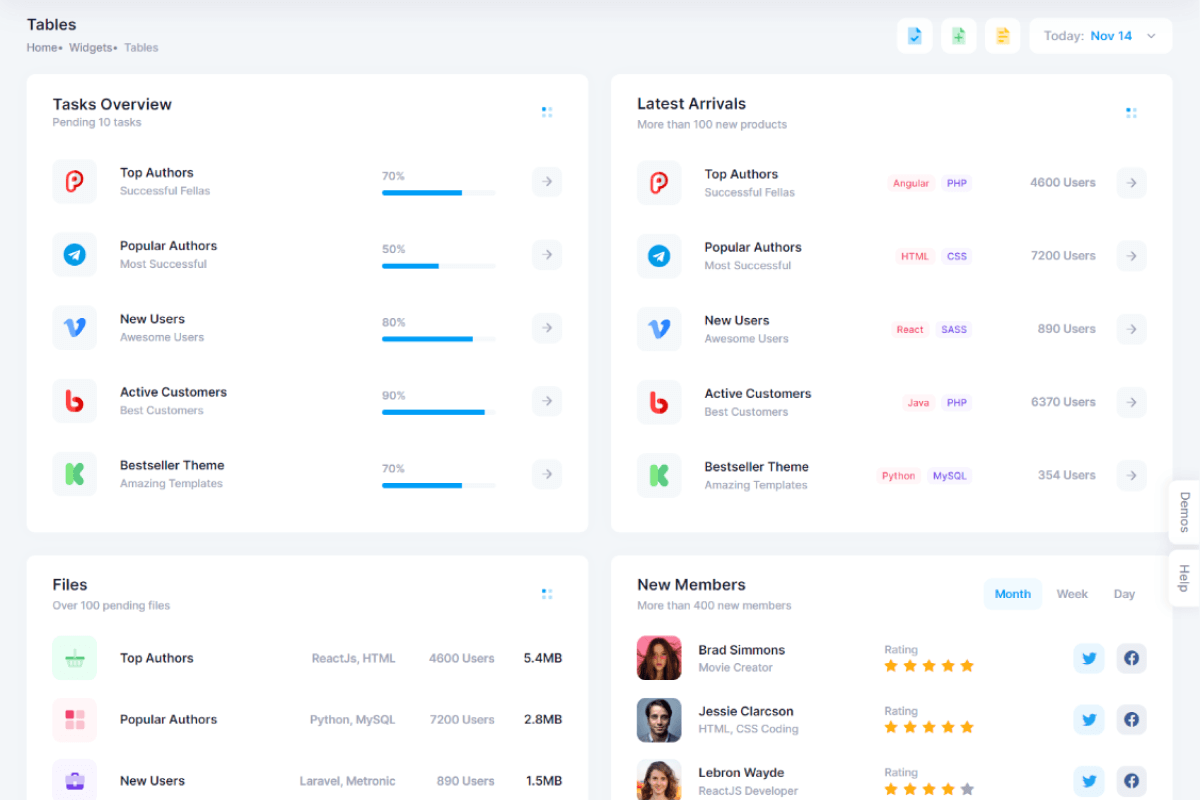 Tables
Home• Widgets• Tables
Today: Nov 14
Tasks Overview
Pending 10 tasks
Top Authors
Successful Fellas
70%
Popular Authors
Most Successful
50%
New Users
Awesome Users
80%
Active Customers
Best Customers
90%
Bestseller Theme
Amazing Templates
70%
Latest Arrivals
More than 100 new products
Top Authors
Successful Fellas
Angular PHP 4600 Users
Popular Authors
Most Successful
HTML CSS 7200 Users
New Users
Awesome Users
React SASS 890 Users
Active Customers
Best Customers
Java PHP 6370 Users
Bestseller Theme
Amazing Templates
Python MySQL 354 Users
Demos
Help
Files
Over 100 pending files
Top Authors ReactJs, HTML 4600 Users 5.4MB
Popular Authors Python, MySQL 7200 Users 2.8MB
New Users Laravel, Metronic 890 Users 1.5MB
New Members
More than 400 new members
Month Week Day
Brad Simmons
Movie Creator
Rating
Jessie Clarcson
HTML, CSS Coding
Rating
Lebron Wayde
ReactJS Developer
Rating